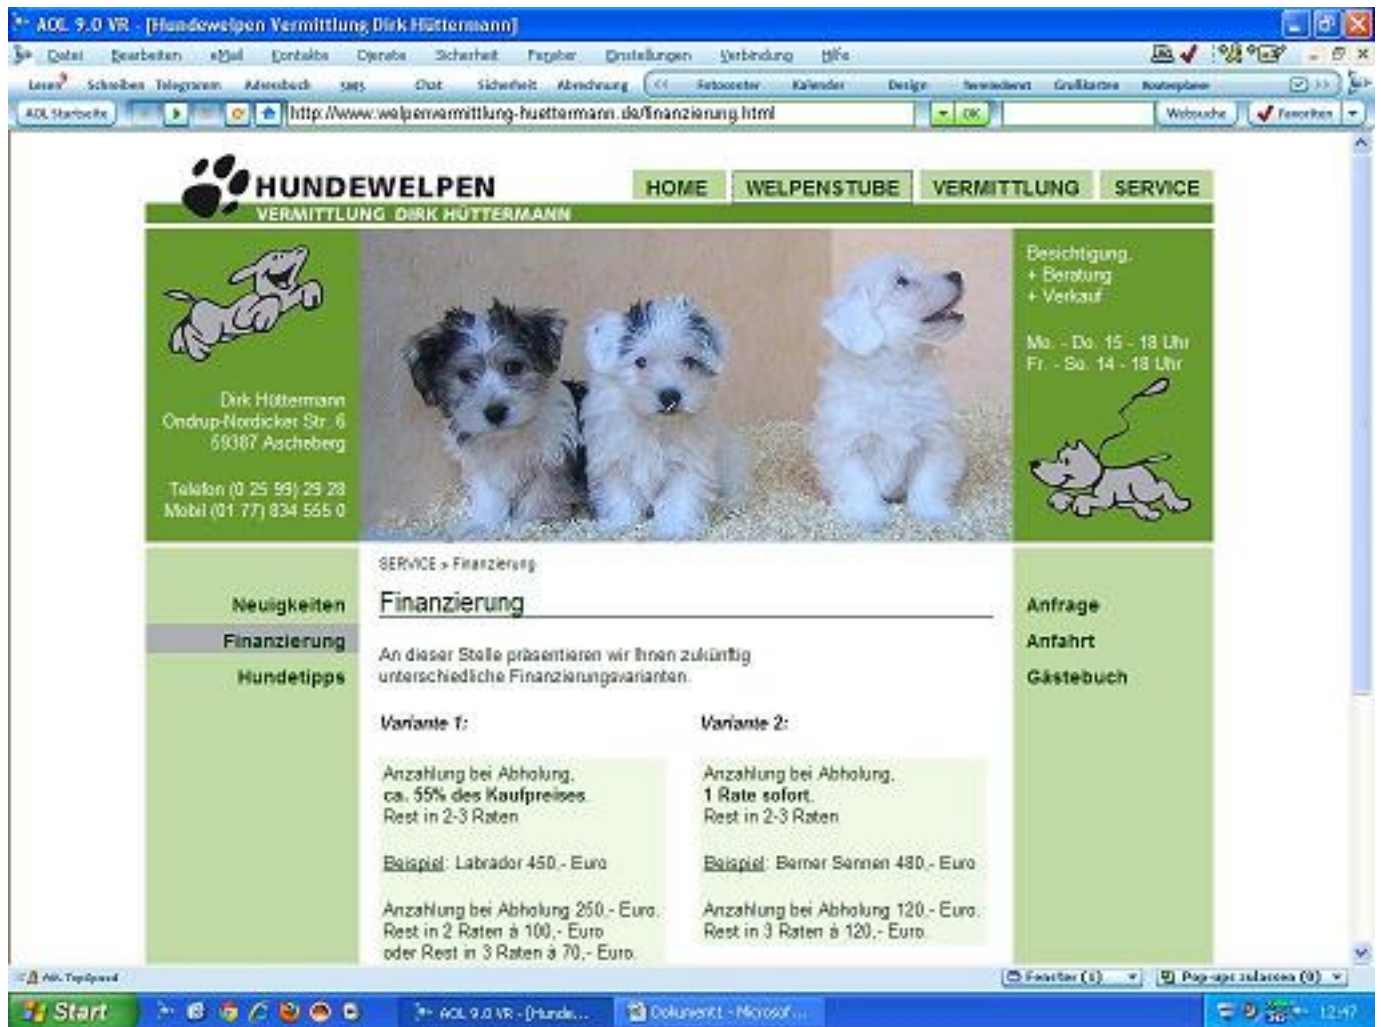 AOL 9.0 VR - [Hundewelpen Vermittlung Dirk Hüttermann]
Datei Bearbeiten eMail Kontakte Dienste Sicherheit Fenster Einstellungen Verbindung Hilfe
Lesen Schreiben Telegramm Adressbuch SMS Chat Sicherheit Abrechnung Fotocenter Kalender Design Grußkarten Routenplaner
AOL Startseite http://www.welpenvermittlung-huettermann.de/finanzierung.html OK Websuche Favoriten
HUNDEWELPEN
VERMITTLUNG DIRK HÜTTERMANN
HOME WELPENSTUBE VERMITTLUNG SERVICE
Dirk Hüttermann
Ondrup-Nordicker Str. 6
59387 Ascheberg
Telefon (0 25 99) 29 28
Mobil (01 77) 834 555 0
Besichtigung,
+ Beratung
+ Verkauf
Mo. - Do. 15 - 18 Uhr
Fr. - So. 14 - 18 Uhr
Neuigkeiten
Finanzierung
Hundetipps
SERVICE » Finanzierung
Finanzierung
An dieser Stelle präsentieren wir Ihnen zukünftig
unterschiedliche Finanzierungsvarianten.
Variante 1:
Anzahlung bei Abholung,
ca. 55% des Kaufpreises.
Rest in 2-3 Raten
Beispiel: Labrador 450,- Euro
Anzahlung bei Abholung 250,- Euro.
Rest in 2 Raten à 100,- Euro
oder Rest in 3 Raten à 70,- Euro.
Variante 2:
Anzahlung bei Abholung,
1 Rate sofort.
Rest in 2-3 Raten
Beispiel: Berner Sennen 480,- Euro
Anzahlung bei Abholung 120,- Euro.
Rest in 3 Raten à 120,- Euro.
Anfrage
Anfahrt
Gästebuch
AOL TopSpeed Fenster (1) Pop-ups zulassen (0)
Start AOL 9.0 VR - [Hunde... Dokument1 - Microsof... 12:47